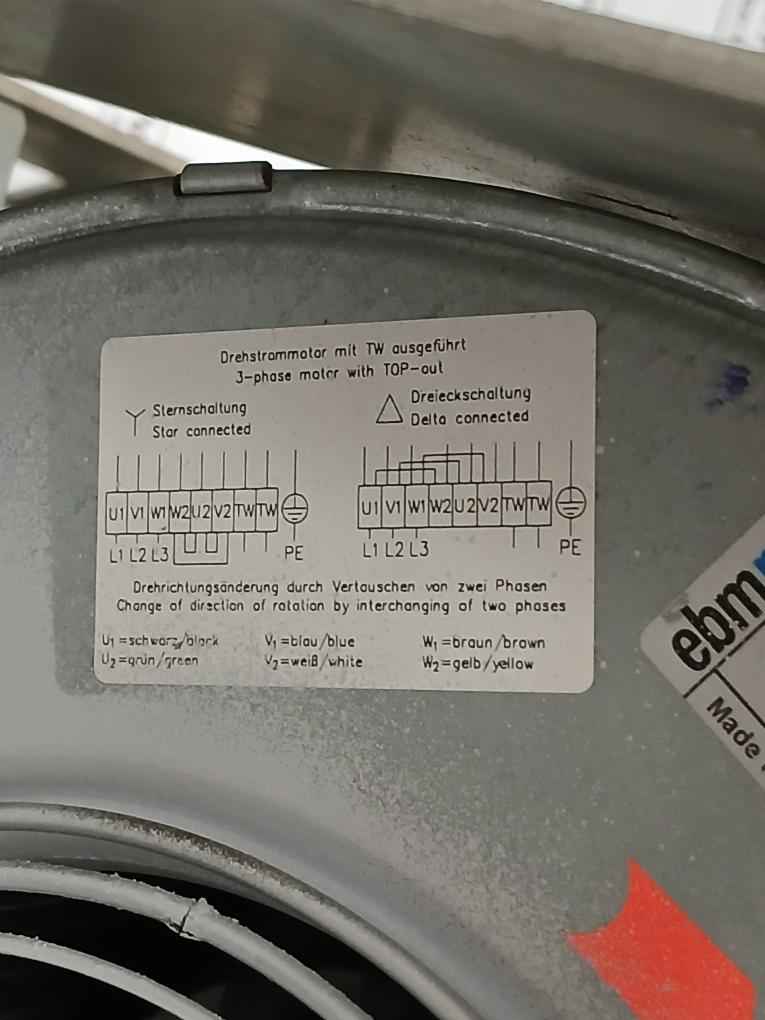 Drehstrommotor mit TW ausgeführt
3-phase motor with TOP-out
Sternschaltung
Star connected
Dreieckschaltung
Delta connected
U1 V1 W1 W2 U2 V2 TW TW
L1 L2 L3 PE
U1 V1 W1 W2 U2 V2 TW TW
L1 L2 L3 PE
Drehrichtungsänderung durch Vertauschen von zwei Phasen
Change of direction of rotation by interchanging of two phases
U1 =schwarz/black V1 =blau/blue W1 =braun/brown
U2 =grün/green V2 =weiß/white W2 =gelb/yellow
ebm
Made